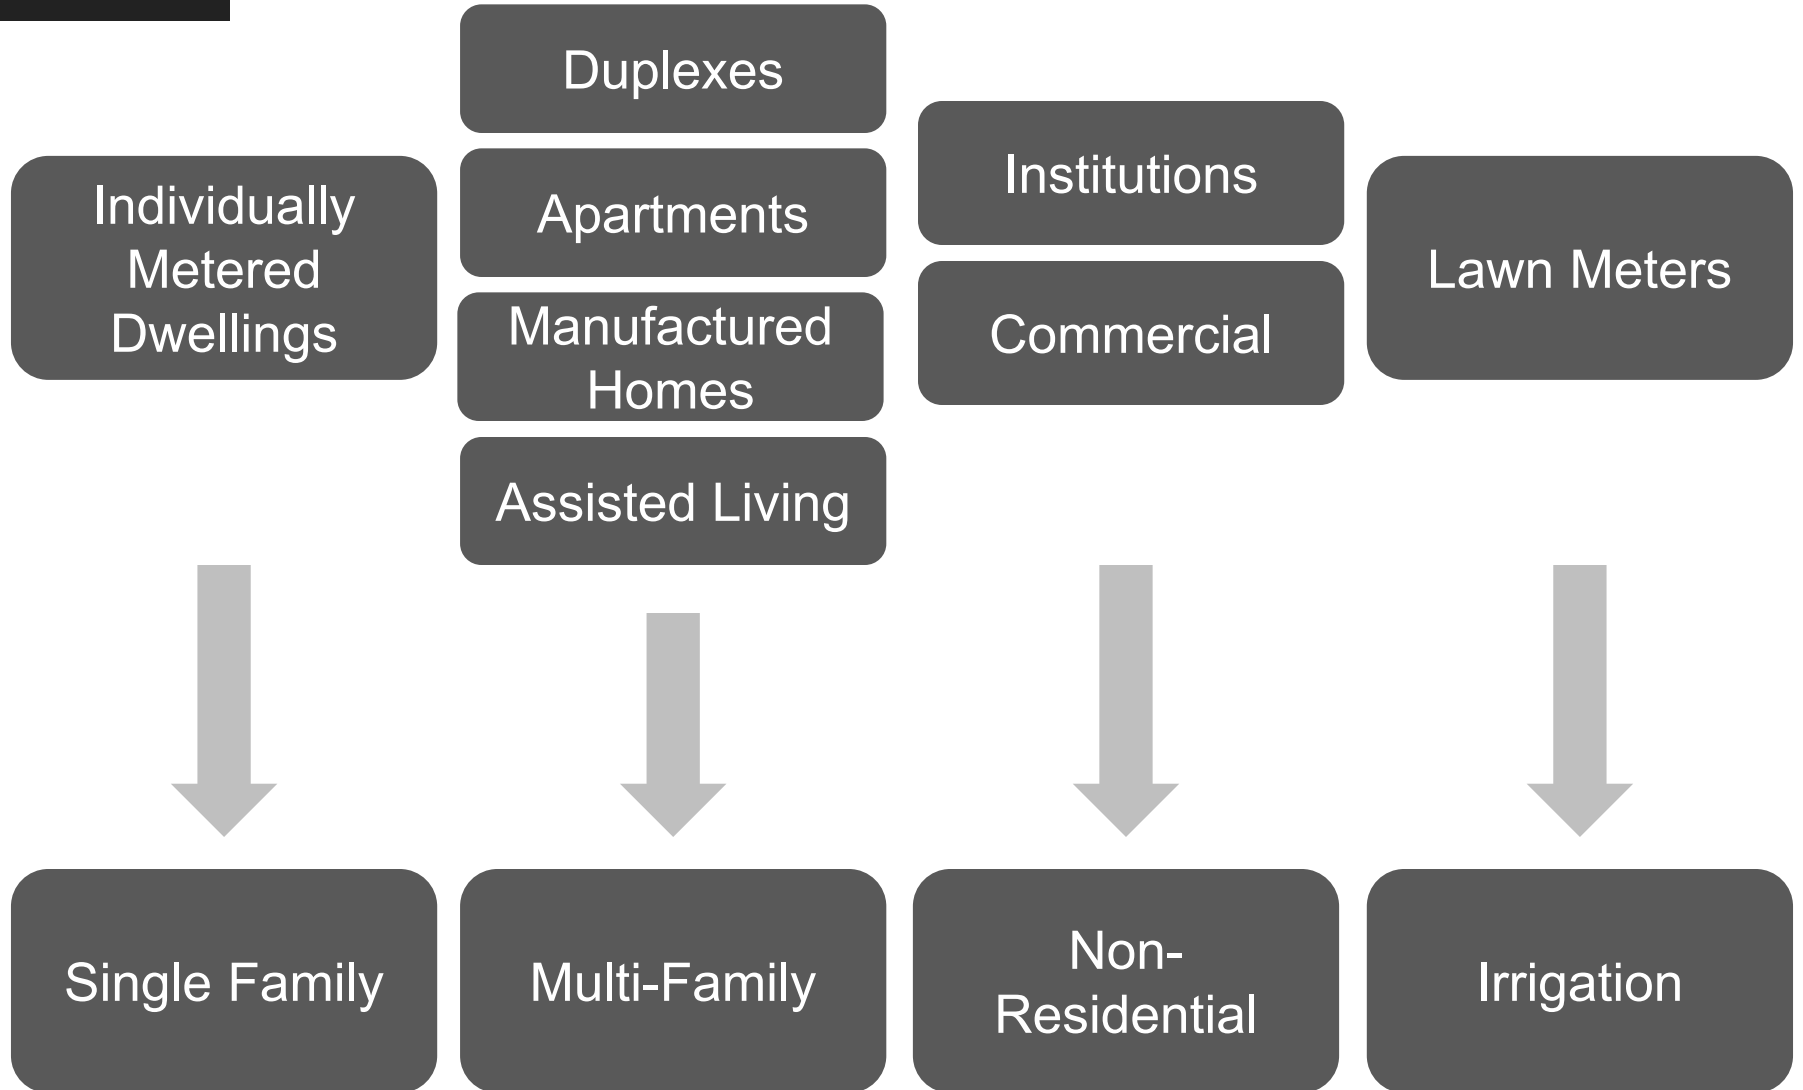 Individually
Metered
Dwellings
Duplexes
Apartments
Manufactured
Homes
Assisted Living
Institutions
Commercial
Lawn Meters
Single Family
Multi-Family
Non-
Residential
Irrigation